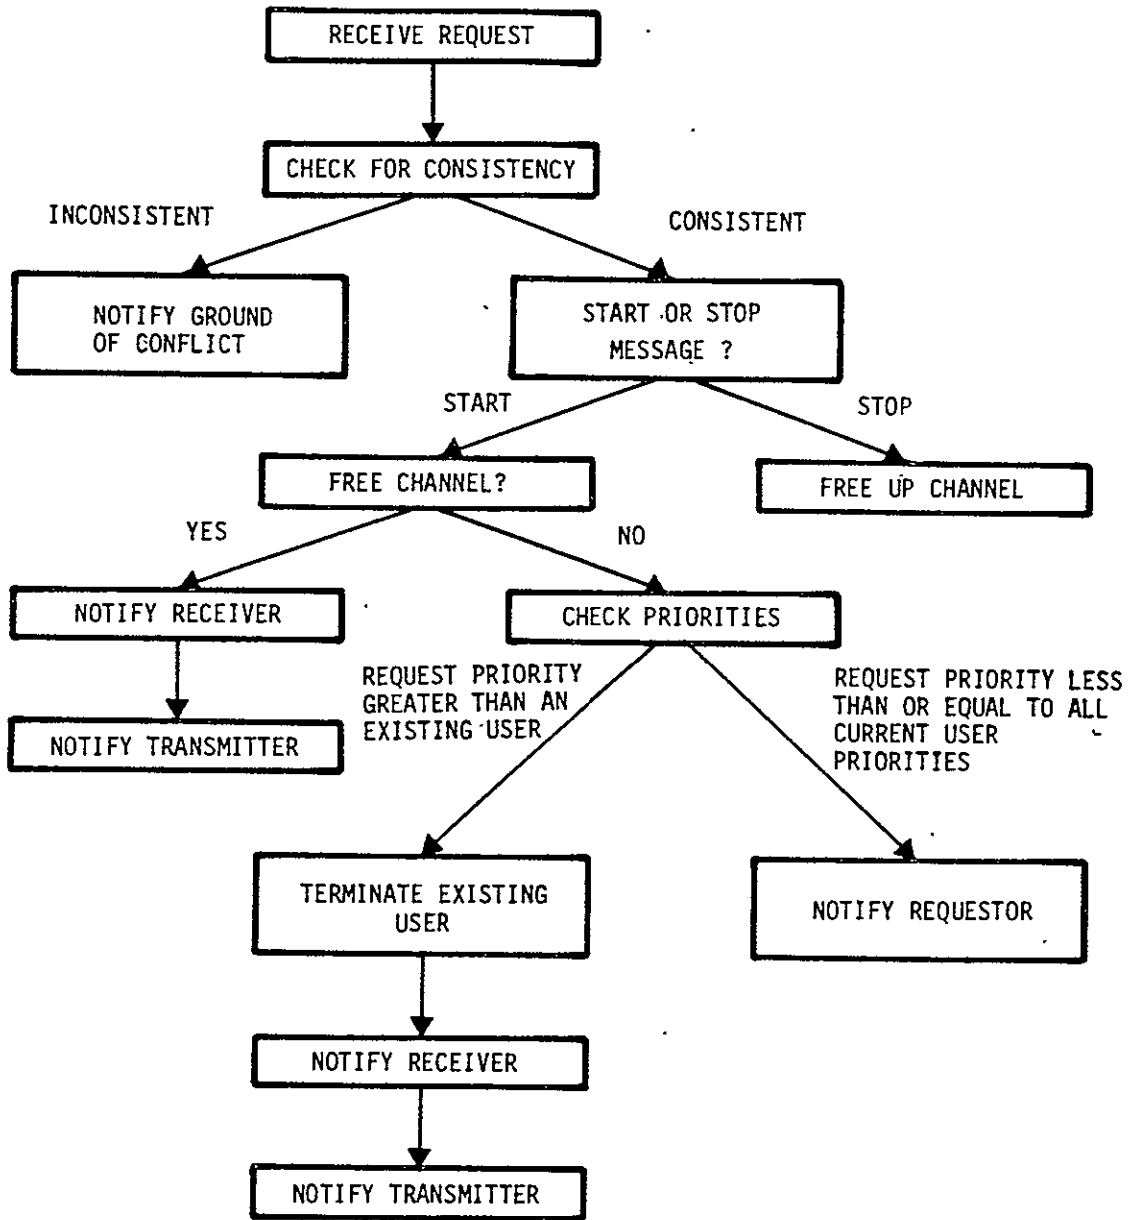 RECEIVE REQUEST
CHECK FOR CONSISTENCY
INCONSISTENT
CONSISTENT
NOTIFY GROUND
OF CONFLICT
START OR STOP
MESSAGE ?
START
STOP
FREE CHANNEL?
FREE UP CHANNEL
YES
NO
NOTIFY RECEIVER
CHECK PRIORITIES
NOTIFY TRANSMITTER
REQUEST PRIORITY
GREATER THAN AN
EXISTING USER
REQUEST PRIORITY LESS
THAN OR EQUAL TO ALL
CURRENT USER
PRIORITIES
TERMINATE EXISTING
USER
NOTIFY REQUESTOR
NOTIFY RECEIVER
NOTIFY TRANSMITTER